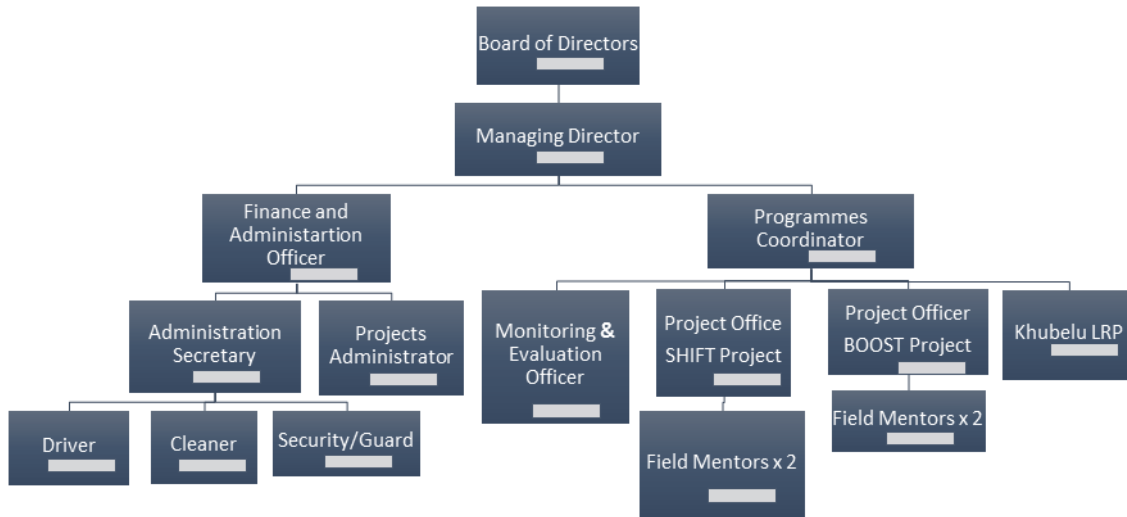 Board of Directors
Managing Director
Finance and
Administartion
Officer
Programmes
Coordinator
Administration
Secretary
Projects
Administrator
Monitoring & 
Evaluation
Officer
Project Office
SHIFT Project
Project Officer
BOOST Project
Khubelu LRP
Driver
Cleaner
Security/Guard
Field Mentors x 2
Field Mentors x 2